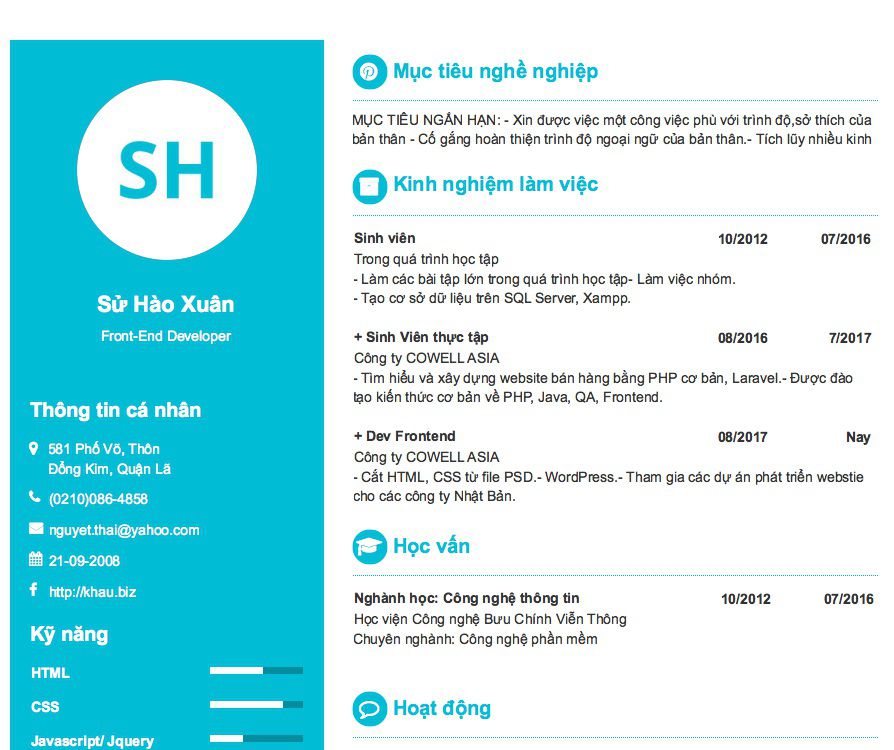 SH
Sử Hào Xuân
Front-End Developer
Thông tin cá nhân
581 Phố Võ, Thôn
Đồng Kim, Quận Lã
(0210)086-4858
nguyet.thai@yahoo.com
21-09-2008
http://khau.biz
Kỹ năng
HTML
CSS
Javascript/ Jquery
Mục tiêu nghề nghiệp
MỤC TIÊU NGẮN HẠN: - Xin được việc một công việc phù với trình độ,sở thích của
bản thân - Cố gắng hoàn thiện trình độ ngoại ngữ của bản thân.- Tích lũy nhiều kinh
Kinh nghiệm làm việc
Sinh viên 10/2012 07/2016
Trong quá trình học tập
- Làm các bài tập lớn trong quá trình học tập- Làm việc nhóm.
- Tạo cơ sở dữ liệu trên SQL Server, Xampp.
+ Sinh Viên thực tập 08/2016 7/2017
Công ty COWELL ASIA
- Tìm hiểu và xây dựng website bán hàng bằng PHP cơ bản, Laravel.- Được đào
tạo kiến thức cơ bản về PHP, Java, QA, Frontend.
+ Dev Frontend 08/2017 Nay
Công ty COWELL ASIA
- Cắt HTML, CSS từ file PSD.- WordPress.- Tham gia các dự án phát triển webstie
cho các công ty Nhật Bản.
Học vấn
Nghành học: Công nghệ thông tin 10/2012 07/2016
Học viện Công nghệ Bưu Chính Viễn Thông
Chuyên nghành: Công nghệ phần mềm
Hoạt động